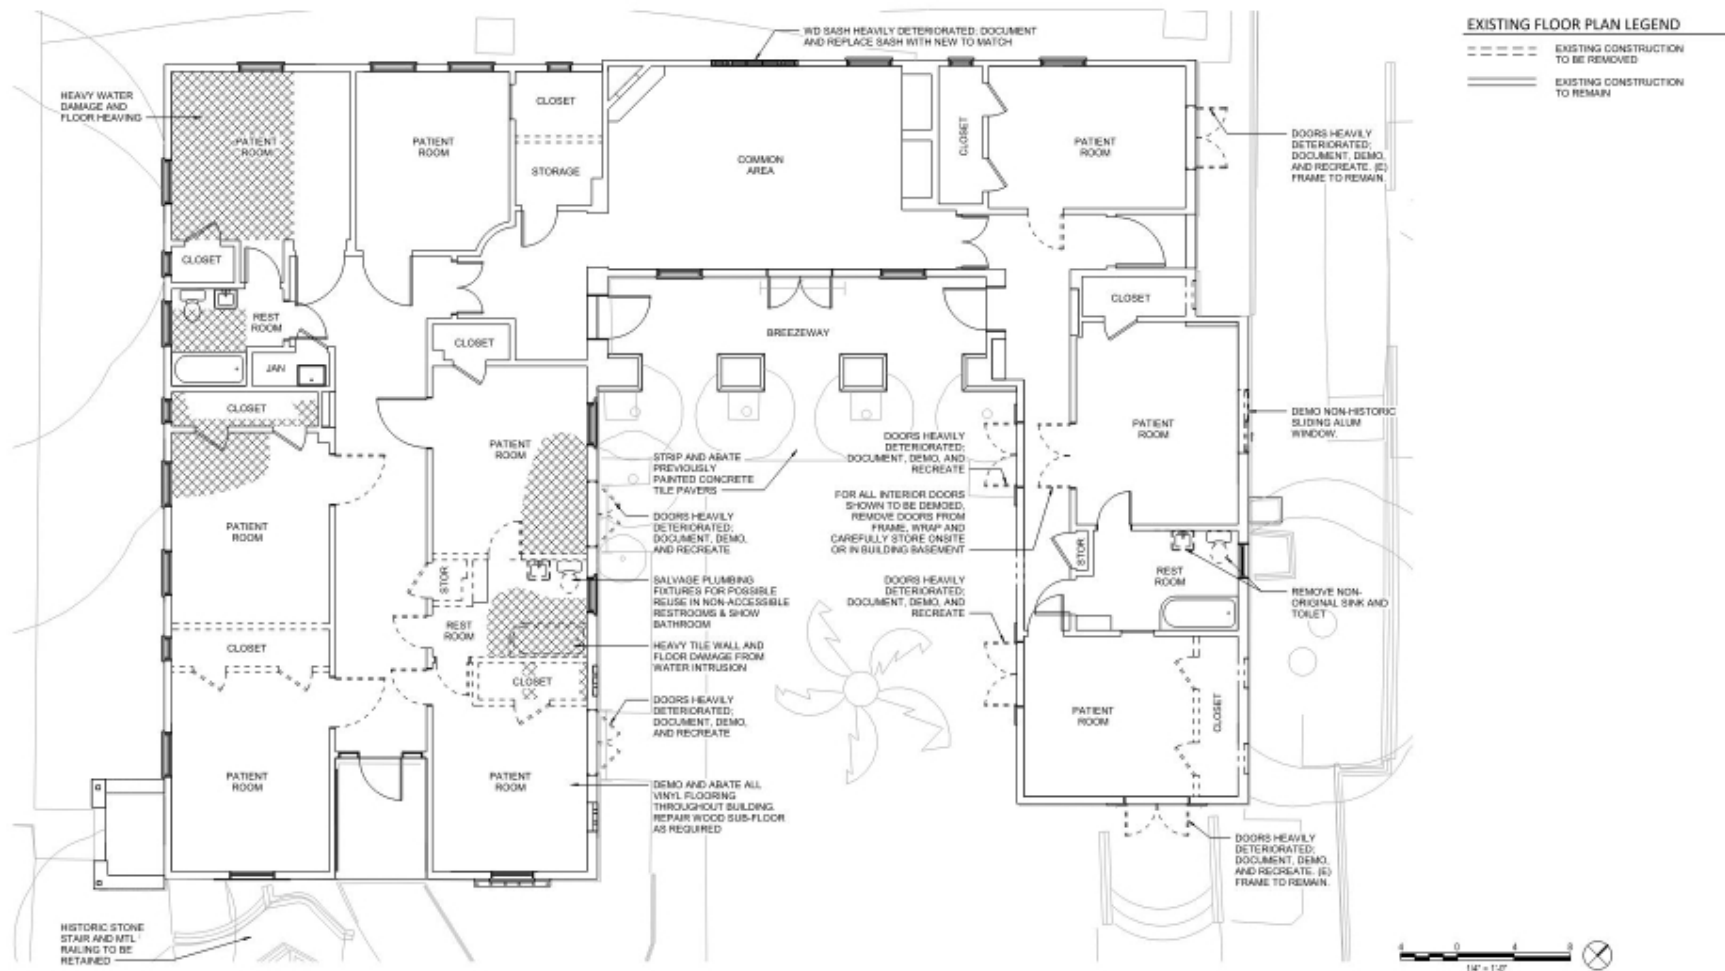 EXISTING FLOOR PLAN LEGEND
EXISTING CONSTRUCTION
TO BE REMOVED
EXISTING CONSTRUCTION
TO REMAIN
WD SASH HEAVILY DETERIORATED; DOCUMENT
AND REPLACE SASH WITH NEW TO MATCH
HEAVY WATER
DAMAGE AND
FLOOR HEAVING
PATIENT
ROOM
PATIENT
ROOM
CLOSET
STORAGE
COMMON
AREA
CLOSET
PATIENT
ROOM
DOORS HEAVILY
DETERIORATED;
DOCUMENT, DEMO,
AND RECREATE. (E)
FRAME TO REMAIN.
CLOSET
REST
ROOM
JAN
CLOSET
CLOSET
BREEZEWAY
CLOSET
PATIENT
ROOM
DEMO NON-HISTORIC
SLIDING ALUM
WINDOW.
PATIENT
ROOM
STRIP AND ABATE
PREVIOUSLY
PAINTED CONCRETE
TILE PAVERS
DOORS HEAVILY
DETERIORATED;
DOCUMENT, DEMO, AND
RECREATE
FOR ALL INTERIOR DOORS
SHOWN TO BE DEMOED,
REMOVE DOORS FROM
FRAME, WRAP AND
CAREFULLY STORE ONSITE
OR IN BUILDING BASEMENT
PATIENT
ROOM
DOORS HEAVILY
DETERIORATED;
DOCUMENT, DEMO,
AND RECREATE
STOR
STOR
REST
ROOM
REMOVE NON-
ORIGINAL SINK AND
TOILET
SALVAGE PLUMBING
FIXTURES FOR POSSIBLE
REUSE IN NON-ACCESSIBLE
RESTROOMS & SHOW
BATHROOM
DOORS HEAVILY
DETERIORATED;
DOCUMENT, DEMO, AND
RECREATE
REST
ROOM
CLOSET
HEAVY TILE WALL AND
FLOOR DAMAGE FROM
WATER INTRUSION
CLOSET
DOORS HEAVILY
DETERIORATED;
DOCUMENT, DEMO,
AND RECREATE
PATIENT
ROOM
CLOSET
PATIENT
ROOM
PATIENT
ROOM
DEMO AND ABATE ALL
VINYL FLOORING
THROUGHOUT BUILDING.
REPAIR WOOD SUB-FLOOR
AS REQUIRED
DOORS HEAVILY
DETERIORATED;
DOCUMENT, DEMO,
AND RECREATE. (E)
FRAME TO REMAIN.
HISTORIC STONE
STAIR AND MTL
RAILING TO BE
RETAINED
4 0 4 8
1/4" = 1'-0"